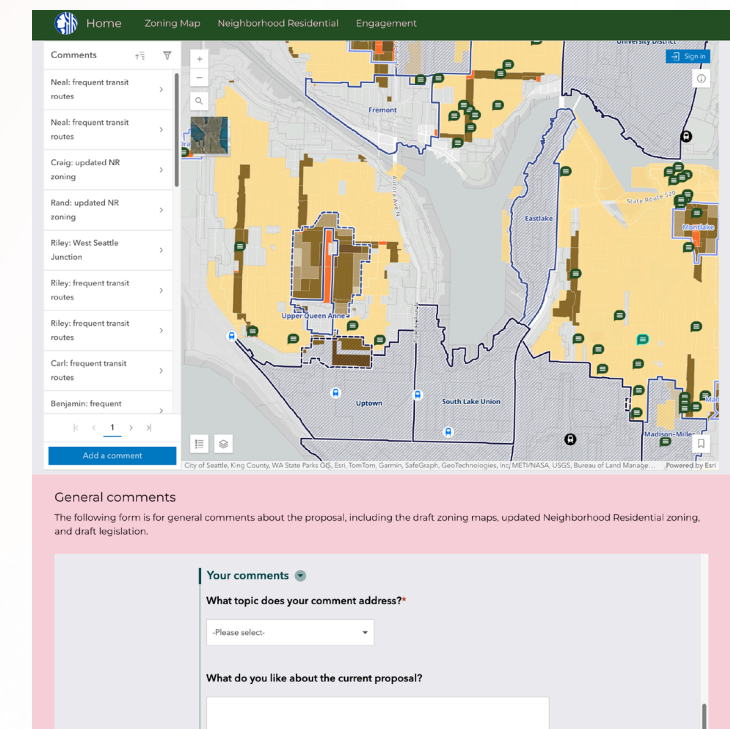 Home Zoning Map Neighborhood Residential Engagement
Comments
Neal: frequent transit
routes
Neal: frequent transit
routes
Craig: updated NR
zoning
Rand: updated NR
zoning
Riley: West Seattle
Junction
Riley: frequent transit
routes
Riley: frequent transit
routes
Carl: frequent transit
routes
Benjamin: frequent
1
Add a comment
University District
Sign in
Fremont
Aurora Ave N
State Route 520
Eastlake
Montlake
Upper Queen Anne
Uptown
South Lake Union
Madison-Mille
City of Seattle, King County, WA State Parks GIS, Esri, TomTom, Garmin, SafeGraph, GeoTechnologies, Inc, METI/NASA, USGS, Bureau of Land Manage... Powered by Esri
General comments
The following form is for general comments about the proposal, including the draft zoning maps, updated Neighborhood Residential zoning,
and draft legislation.
Your comments
What topic does your comment address?*
-Please select-
What do you like about the current proposal?